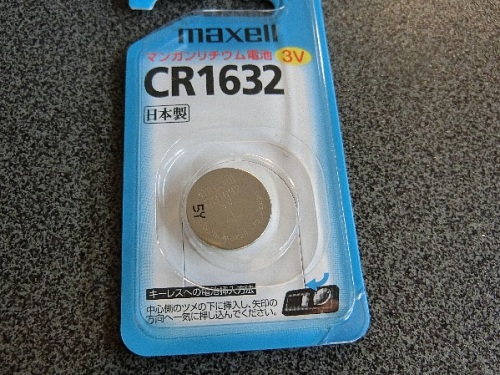 maxell
マンガンリチウム電池
3V
CR1632
日本製
5Y
キーレスへの電池挿入方法
中心側のツメの下に挿入し、矢印の
方向へ一気に押し込んでください。